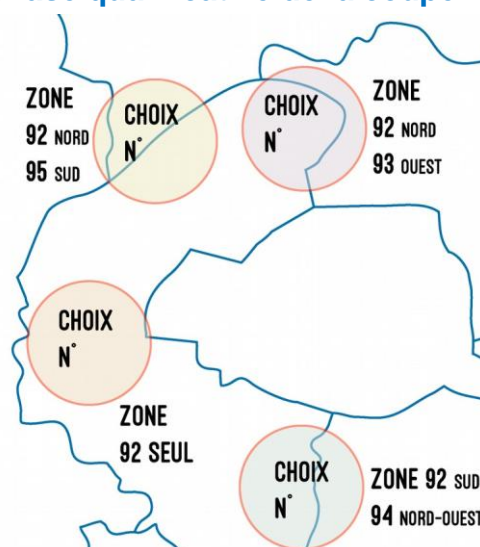 ZONE
92 NORD
95 SUD
CHOIX
N°
CHOIX
N°
ZONE
92 NORD
93 OUEST
CHOIX
N°
ZONE
92 SEUL
CHOIX
N°
ZONE 92 SUD
94 NORD-OUEST